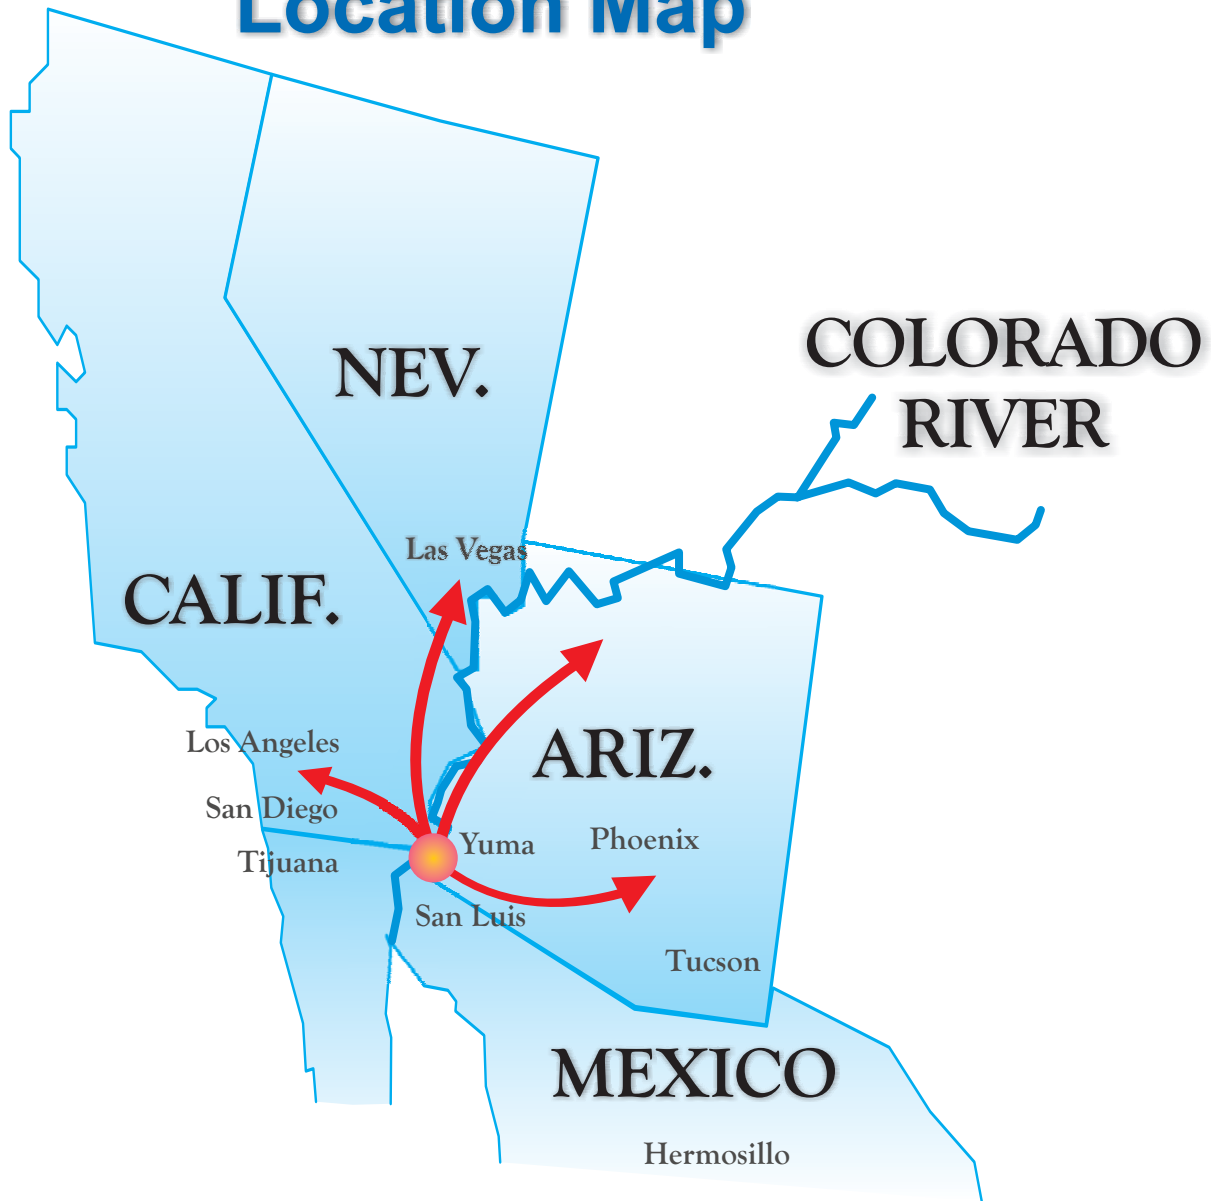 Location Map
COLORADO
RIVER
NEV.
Las Vegas
CALIF.
Los Angeles
ARIZ.
San Diego
Yuma
Phoenix
Tijuana
San Luis
Tucson
MEXICO
Hermosillo